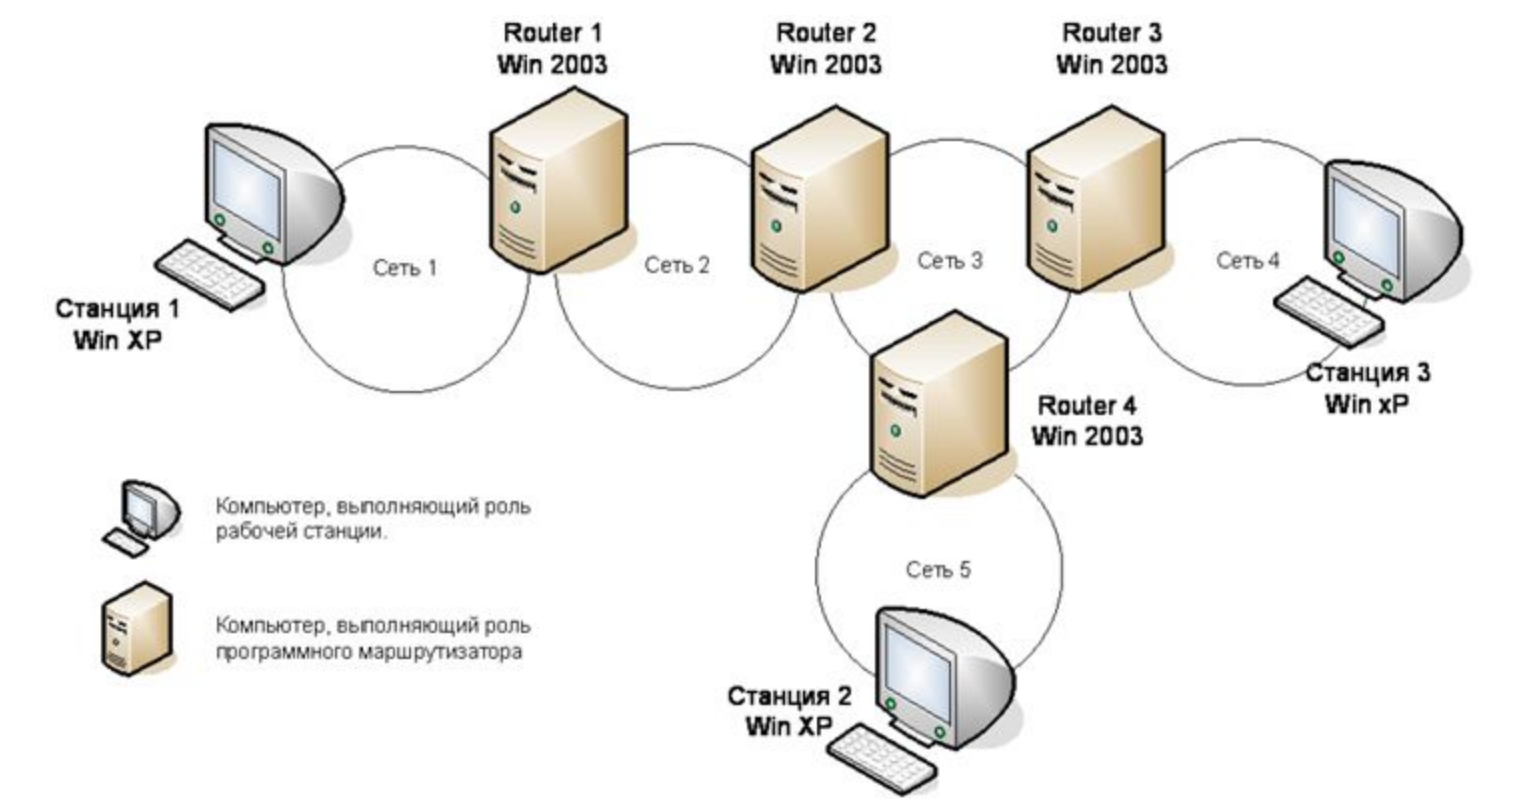 Router 1
Win 2003
Router 2
Win 2003
Router 3
Win 2003
Сеть 1
Сеть 2
Сеть 3
Сеть 4
Станция 1
Win XP
Станция 3
Win xP
Router 4
Win 2003
Компьютер, выполняющий роль
рабочей станции.
Сеть 5
Компьютер, выполняющий роль
программного маршрутизатора
Станция 2
Win XP